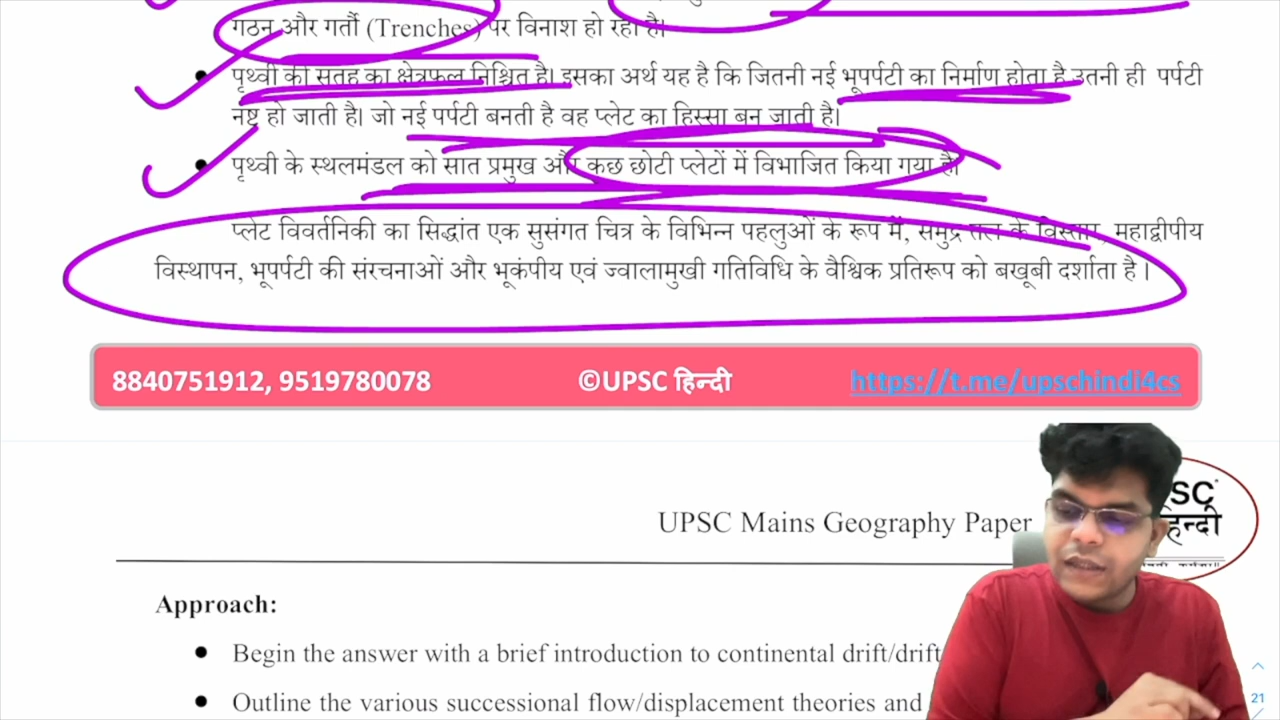 गठन और गर्तो (Trenches) पर विनाश हो रहा है।
पृथ्वी की सतह का क्षेत्रफल निश्चित है। इसका अर्थ यह है कि जितनी नई भूपर्पटी का निर्माण होता है उतनी ही पर्पटी
नष्ट हो जाती है। जो नई पर्पटी बनती है वह प्लेट का हिस्सा बन जाती है।
पृथ्वी के स्थलमंडल को सात प्रमुख और कछ छोटी प्लेटों में विभाजित किया गया है।
प्लेट विवर्तनिकी का सिद्धांत एक सुसंगत चित्र के विभिन्न पहलुओं के रूप में, समुद्र तल के विस्तार, महाद्वीपीय
विस्थापन, भूपर्पटी की संरचनाओं और भूकंपीय एवं ज्वालामुखी गतिविधि के वैश्विक प्रतिरूप को बखूबी दर्शाता है ।
8840751912, 9519780078 ©UPSC हिन्दी https://t.me/upschindi4cs
UPSC Mains Geography Paper
SC
हिन्दी
Approach:
Begin the answer with a brief introduction to continental drift/drift
Outline the various successional flow/displacement theories and
21